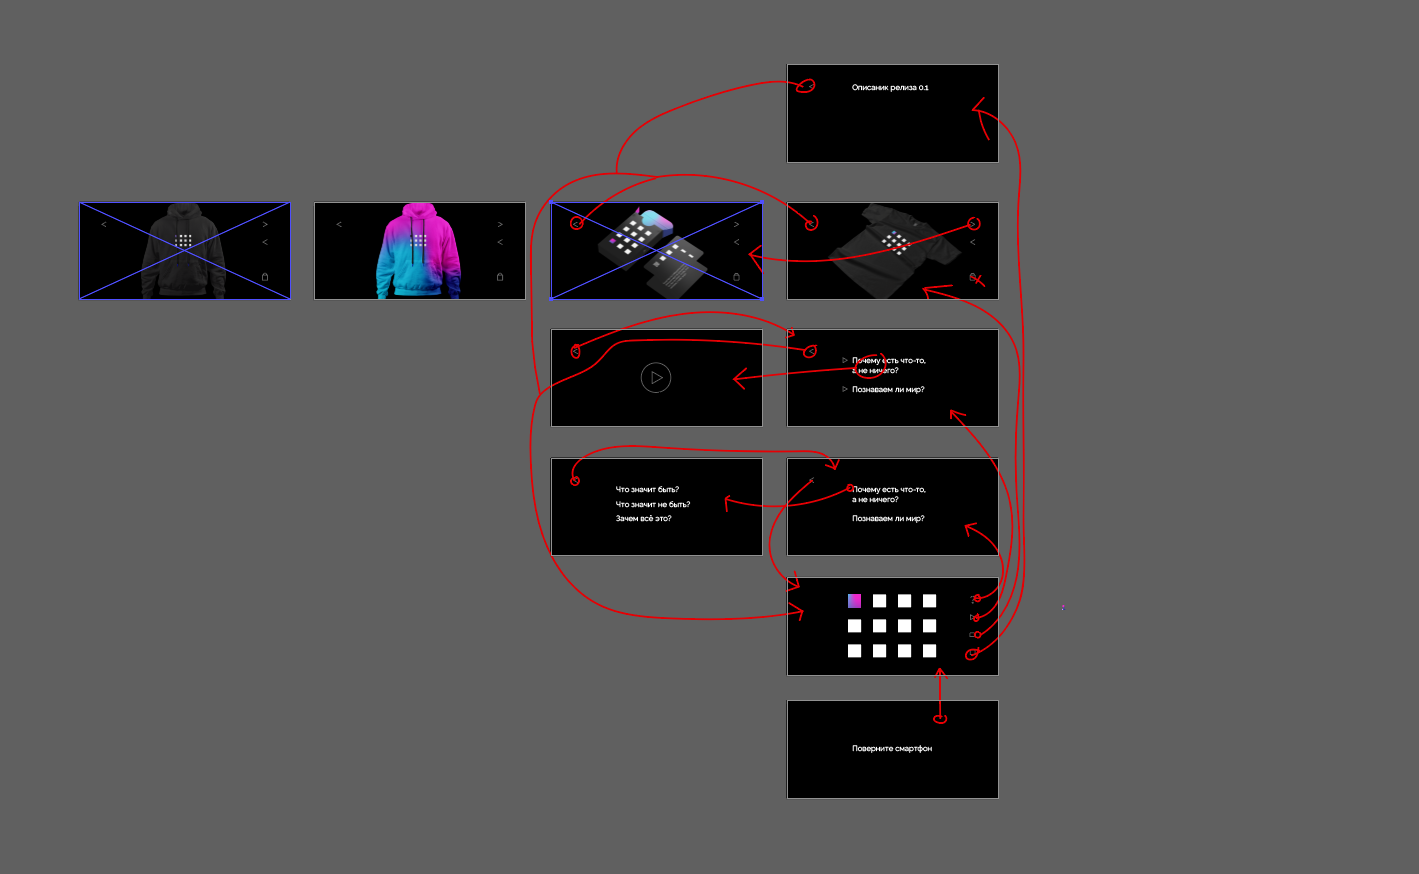 Описаник релиза 0.1
Почему есть что-то,
а не ничего?
Познаваем ли мир?
Что значит быть?
Что значит не быть?
Зачем всё это?
Почему есть что-то,
а не ничего?
Познаваем ли мир?
Поверните смартфон